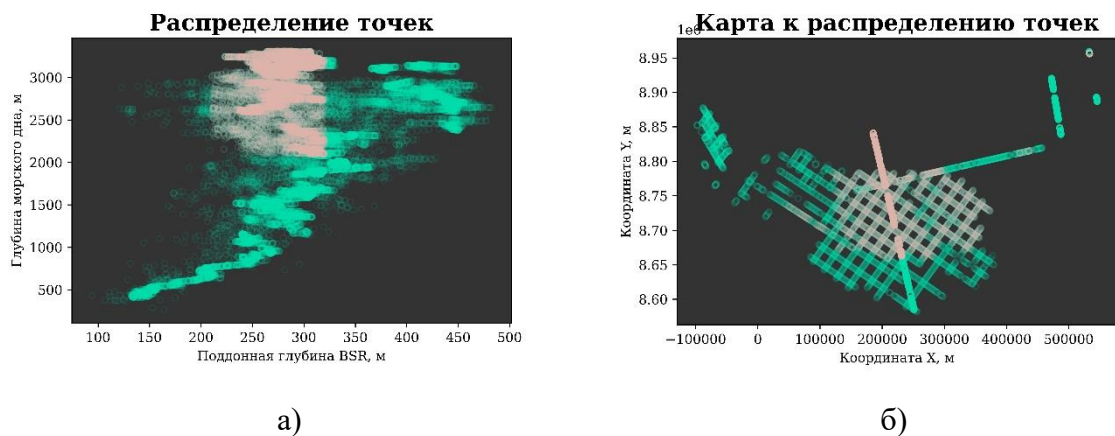 Распределение точек
3000
2500
2000
1500
1000
500
Глубина морского дна, м
100 150 200 250 300 350 400 450 500
Поддонная глубина BSR, м
а)
1e6
Карта к распределению точек
8.95
8.90
8.85
8.80
8.75
8.70
8.65
8.60
Координата Y, м
−100000 0 100000 200000 300000 400000 500000
Координата X, м
б)